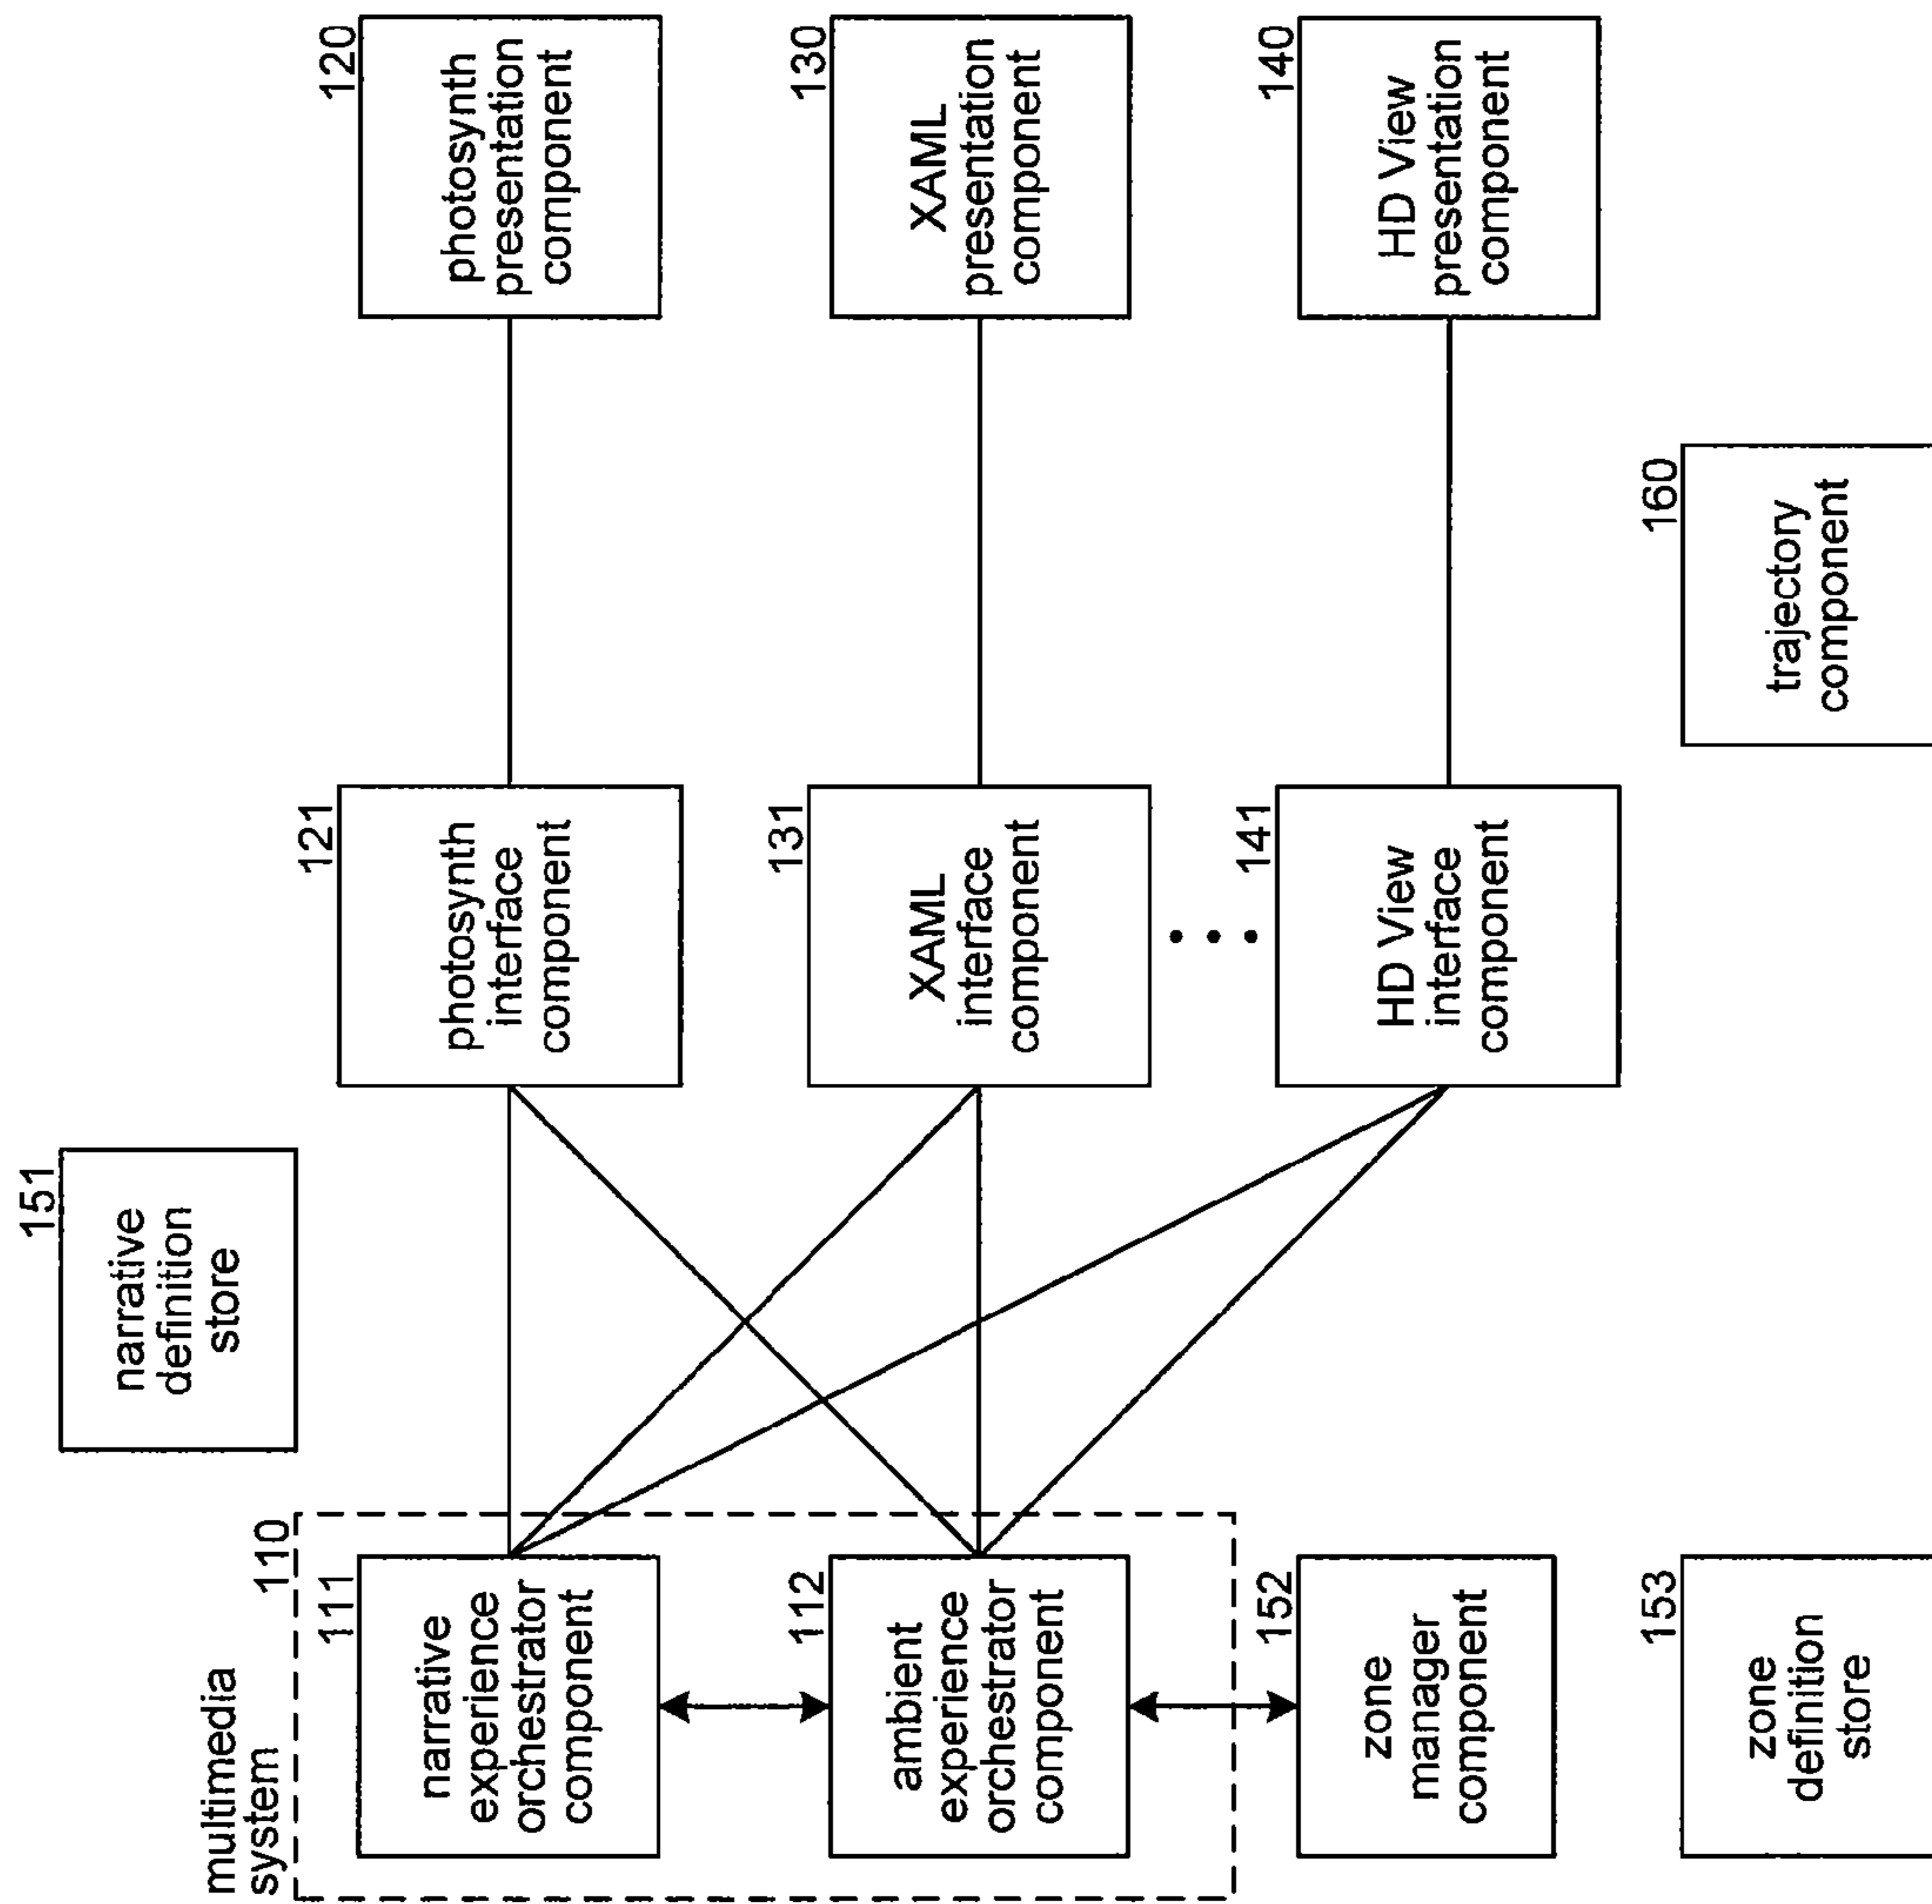 151
narrative
definition
store
multimedia
system
110
111
narrative
experience
orchestrator
component
121
photosynth
interface
component
120
photosynth
presentation
component
112
ambient
experience
orchestrator
component
131
XAML
interface
component
130
XAML
presentation
component
152
zone
manager
component
141
HD View
interface
component
140
HD View
presentation
component
153
zone
definition
store
160
trajectory
component